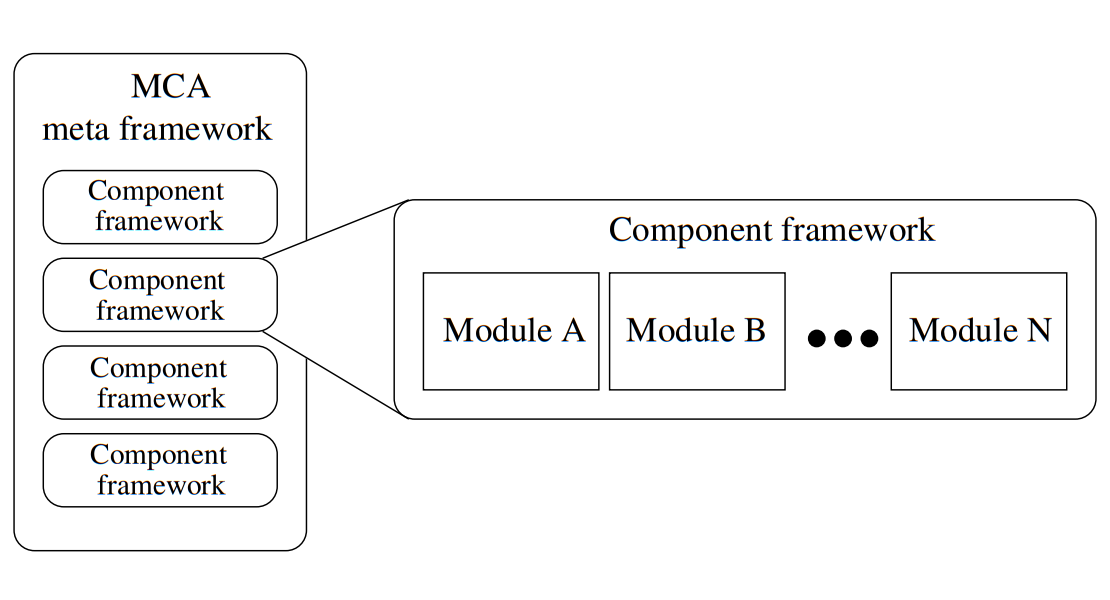 MCA
meta framework
Component
framework
Component
framework
Component
framework
Component
framework
Component framework
Module A
Module B
Module N